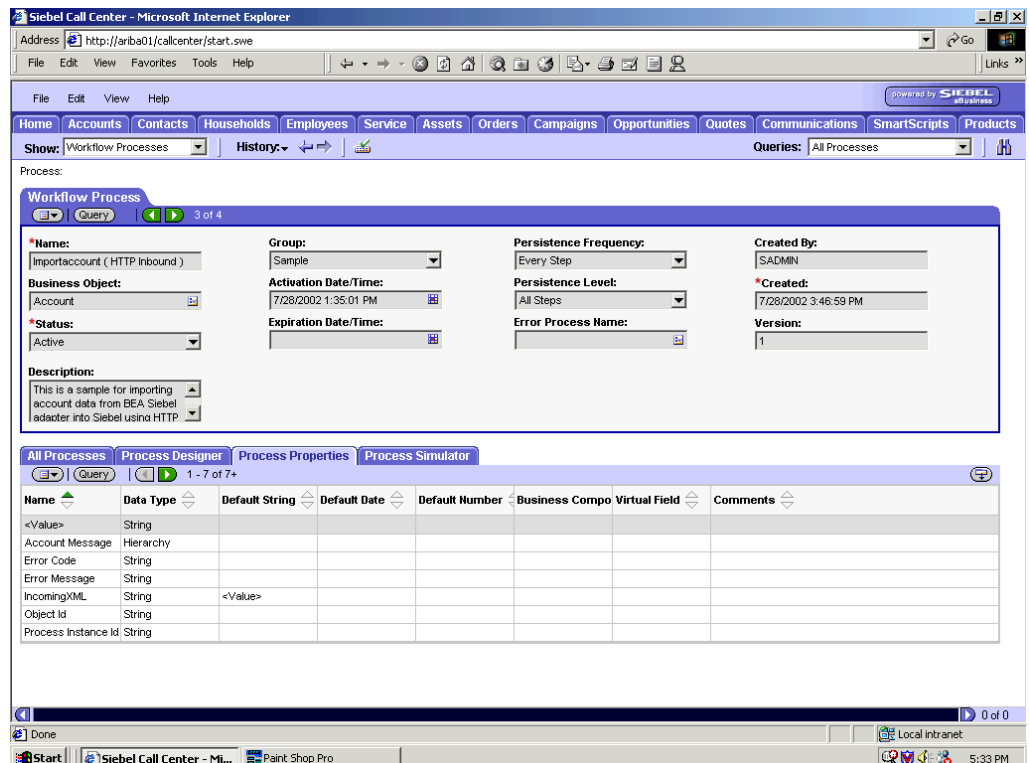 Siebel Call Center - Microsoft Internet Explorer
Address http://ariba01/callcenter/start.swe Go
File Edit View Favorites Tools Help Links »
File Edit View Help powered by SIEBEL eBusiness
Home Accounts Contacts Households Employees Service Assets Orders Campaigns Opportunities Quotes Communications SmartScripts Products
Show: Workflow Processes History: Queries: All Processes
Process:
Workflow Process
Query 3 of 4
*Name: Group: Persistence Frequency: Created By:
Importaccount ( HTTP Inbound ) Sample Every Step SADMIN
Business Object: Activation Date/Time: Persistence Level: *Created:
Account 7/28/2002 1:35:01 PM All Steps 7/28/2002 3:46:59 PM
*Status: Expiration Date/Time: Error Process Name: Version:
Active 1
Description:
This is a sample for importing
account data from BEA Siebel
adapter into Siebel using HTTP
All Processes Process Designer Process Properties Process Simulator
Query 1 - 7 of 7+
Name Data Type Default String Default Date Default Number Business Compo Virtual Field Comments
<Value> String
Account Message Hierarchy
Error Code String
Error Message String
IncomingXML String <Value>
Object Id String
Process Instance Id String
0 of 0
Done Local intranet
Start Siebel Call Center - Mi... Paint Shop Pro 5:33 PM